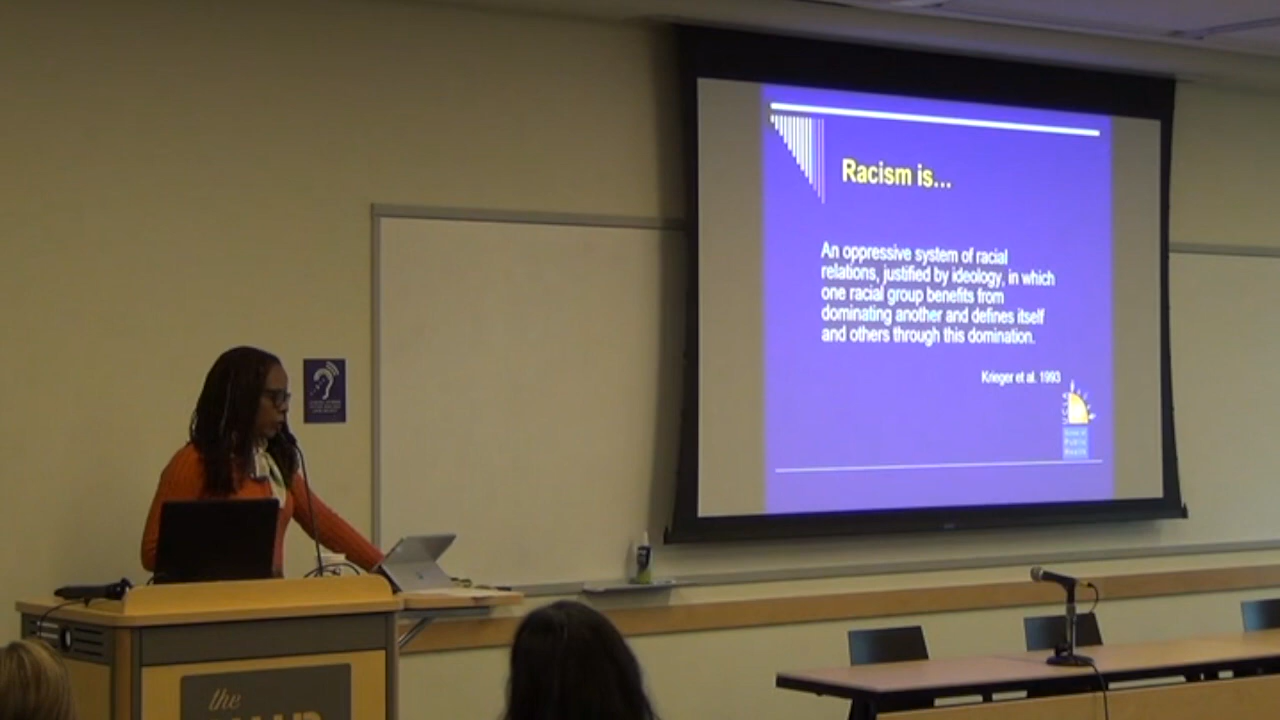 Racism is...
An oppressive system of racial
relations, justified by ideology, in which
one racial group benefits from
dominating another and defines itself
and others through this domination.
Krieger et al. 1993
UCLA
the